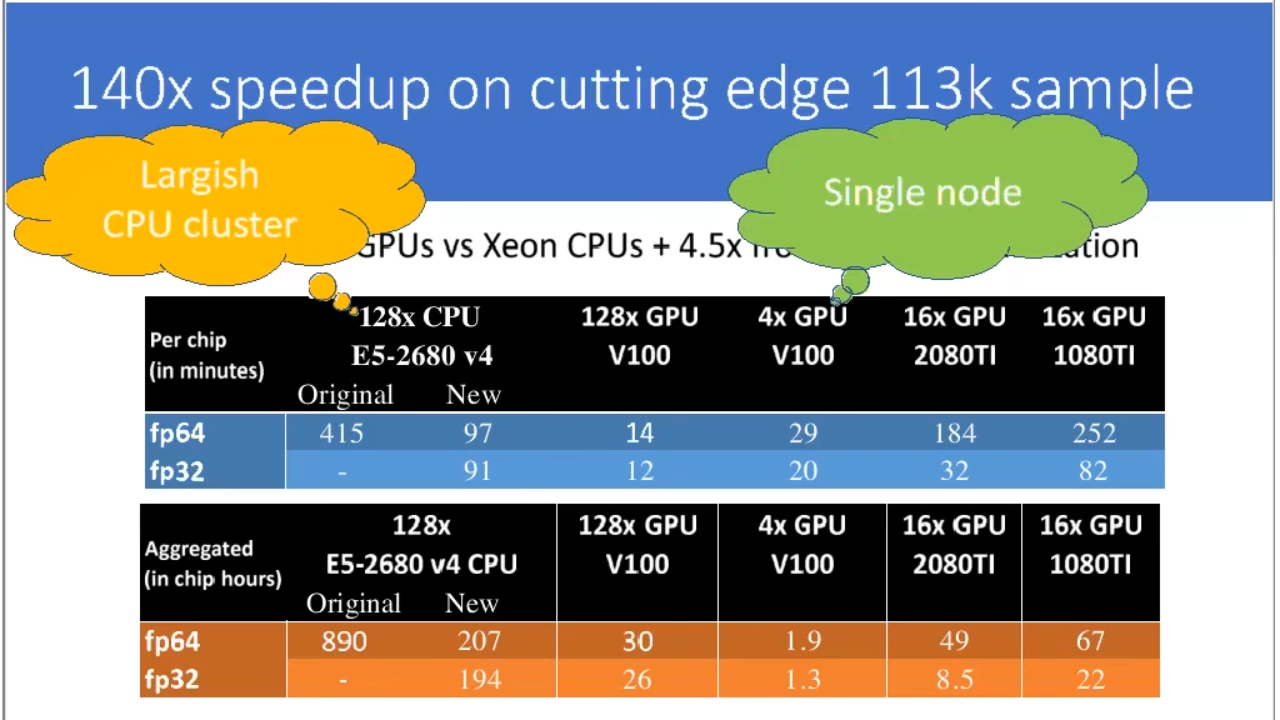 140x speedup on cutting edge 113k sample
Largish
CPU cluster
Single node
GPUs vs Xeon CPUs + 4.5x
Per chip
(in minutes)
128x CPU
E5-2680 v4
Original New
128x GPU
V100
4x GPU
V100
16x GPU
2080TI
16x GPU
1080TI
fp64 415 97 14 29 184 252
fp32 - 91 12 20 32 82
Aggregated
(in chip hours)
128x
E5-2680 v4 CPU
Original New
128x GPU
V100
4x GPU
V100
16x GPU
2080TI
16x GPU
1080TI
fp64 890 207 30 1.9 49 67
fp32 - 194 26 1.3 8.5 22